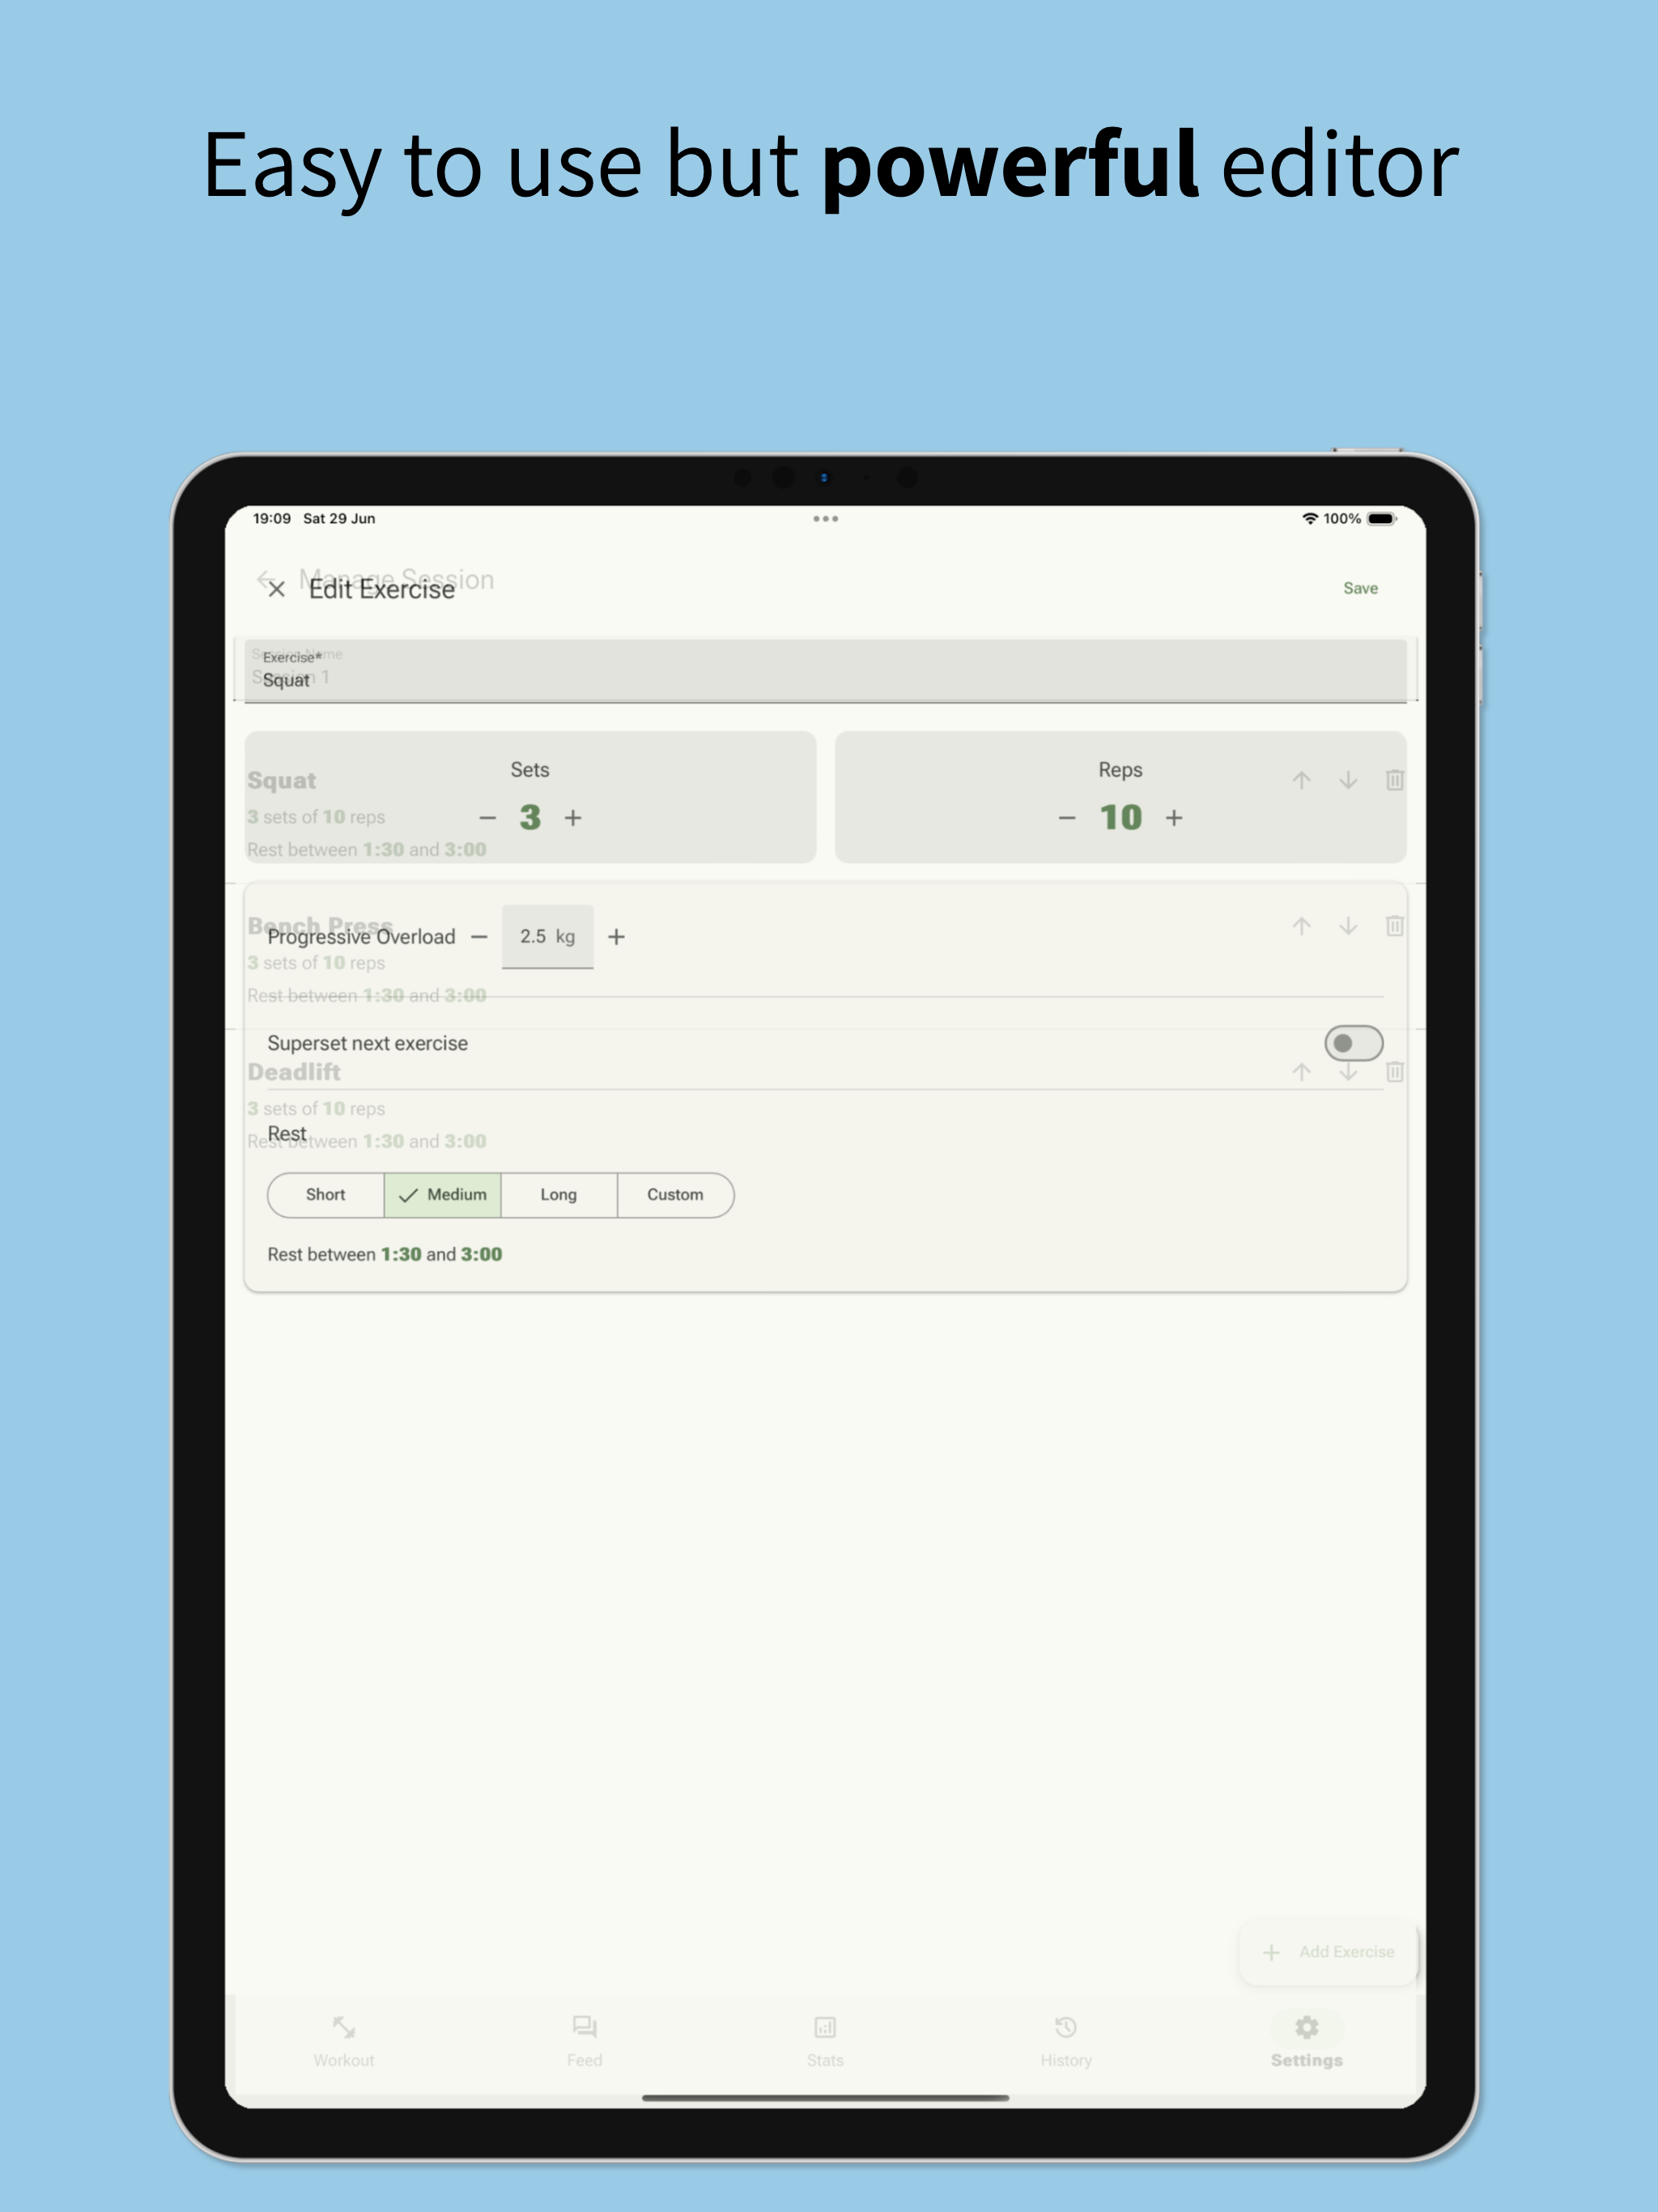 Easy to use but powerful editor
19:09 Sat 29 Jun
100%
Manage Session
Edit Exercise
Save
Session Name
Exercise*
Session 1
Squat
Squat
3 sets of 10 reps
Rest between 1:30 and 3:00
Sets
3
Reps
10
Bench Press
Progressive Overload
2.5 kg
3 sets of 10 reps
Rest between 1:30 and 3:00
Superset next exercise
Deadlift
3 sets of 10 reps
Rest
Rest between 1:30 and 3:00
Short
Medium
Long
Custom
Rest between 1:30 and 3:00
Add Exercise
Workout
Feed
Stats
History
Settings